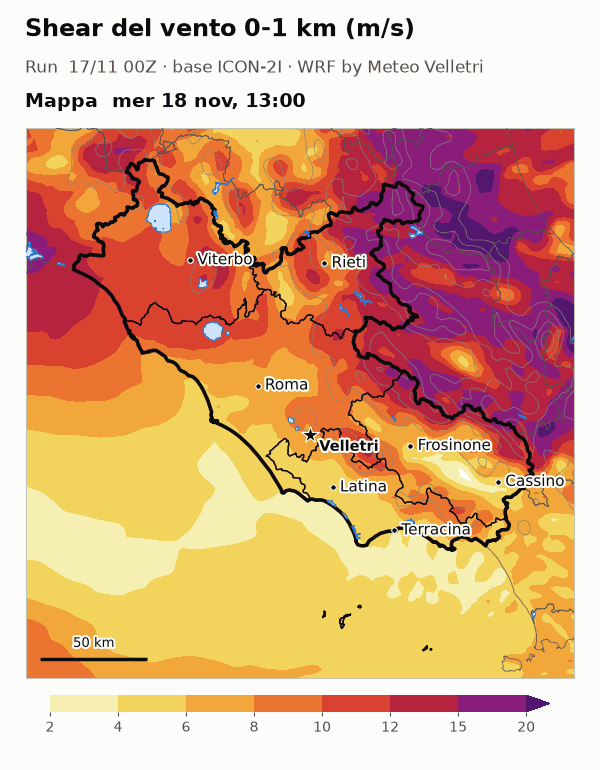 Shear del vento 0-1 km (m/s)
Run  17/11 00Z · base ICON-2I · WRF by Meteo Velletri
Mappa  mer 18 nov, 13:00
Viterbo
Rieti
Roma
Velletri
Frosinone
Cassino
Latina
Terracina
50 km
2 4 6 8 10 12 15 20